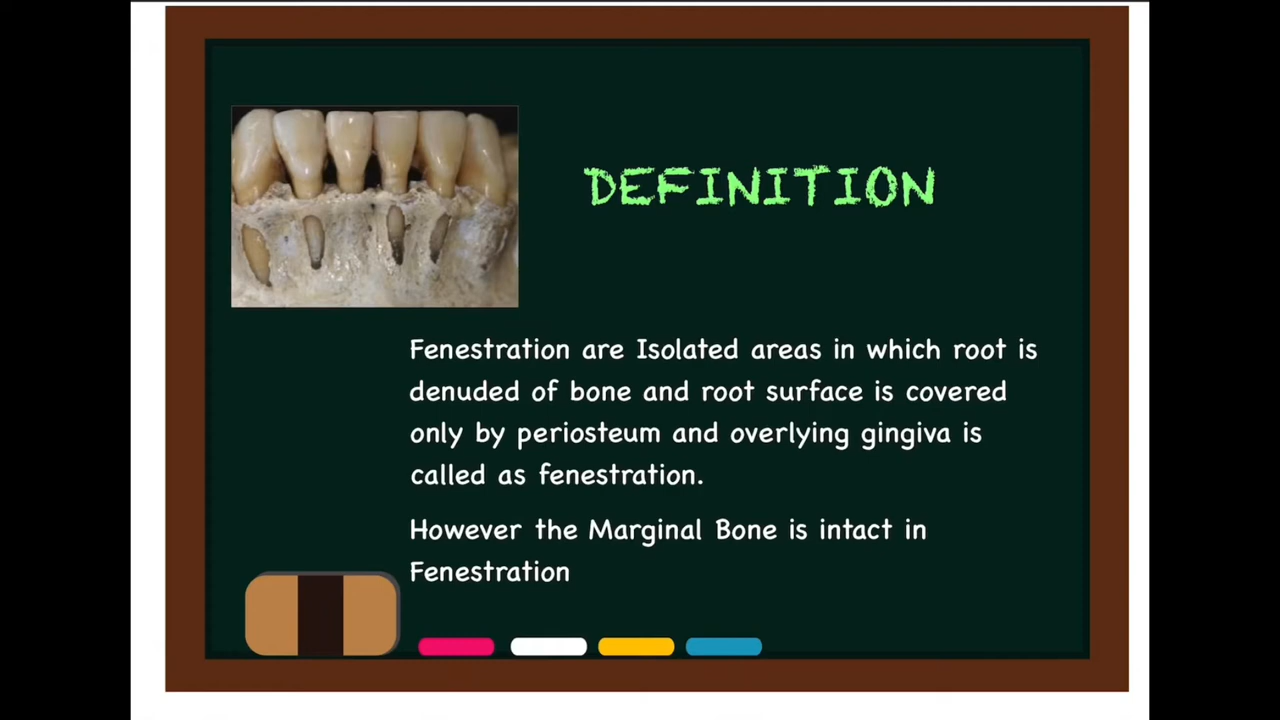 DEFINITION
Fenestration are Isolated areas in which root is
denuded of bone and root surface is covered
only by periosteum and overlying gingiva is
called as fenestration.
However the Marginal Bone is intact in
Fenestration